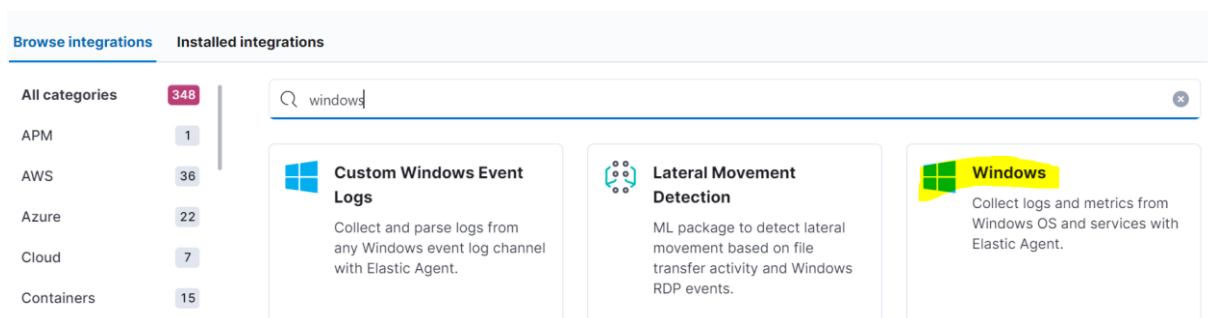 Browse integrations
Installed integrations
All categories 348
APM 1
AWS 36
Azure 22
Cloud 7
Containers 15
windows
Custom Windows Event
Logs
Collect and parse logs from
any Windows event log channel
with Elastic Agent.
Lateral Movement
Detection
ML package to detect lateral
movement based on file
transfer activity and Windows
RDP events.
Windows
Collect logs and metrics from
Windows OS and services with
Elastic Agent.